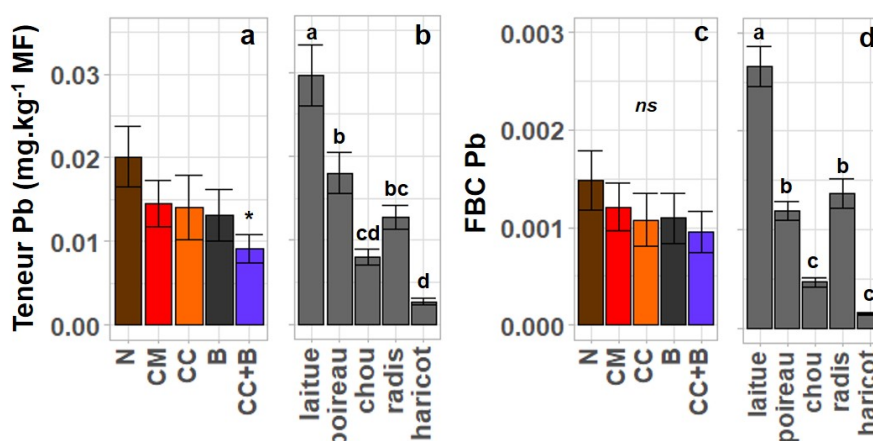 Teneur Pb (mg.kg⁻¹ MF)
0.03
0.02
0.01
0.00
a
*
N
CM
CC
B
CC+B
b
a
b
cd
bc
d
laitue
poireau
chou
radis
haricot
FBC Pb
0.003
0.002
0.001
0.000
c
ns
N
CM
CC
B
CC+B
d
a
b
c
b
c
laitue
poireau
chou
radis
haricot